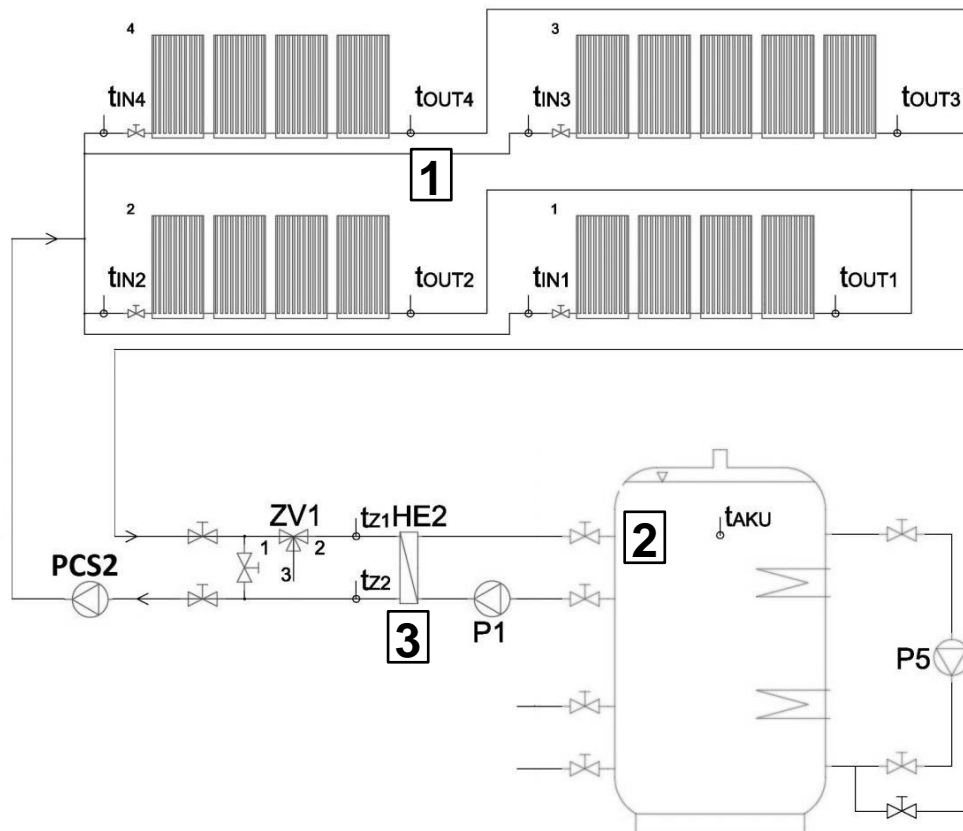 4
3
tIN4
tOUT4
tIN3
tOUT3
1
2
1
tIN2
tOUT2
tIN1
tOUT1
ZV1
tZ1
HE2
2
tAKU
1
2
PCS2
3
tZ2
P1
3
P5